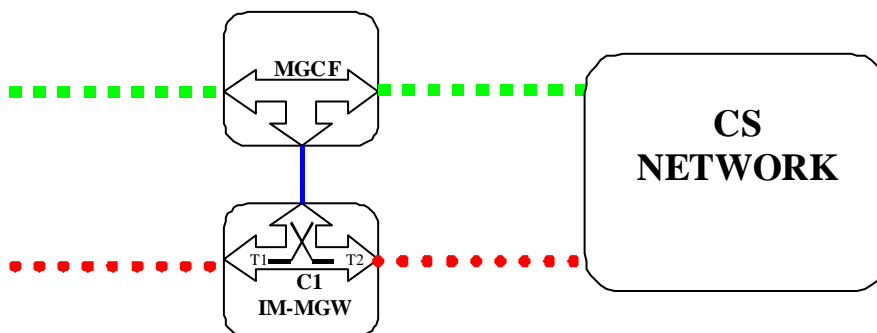 MGCF
CS
NETWORK
T1 T2
C1
IM-MGW